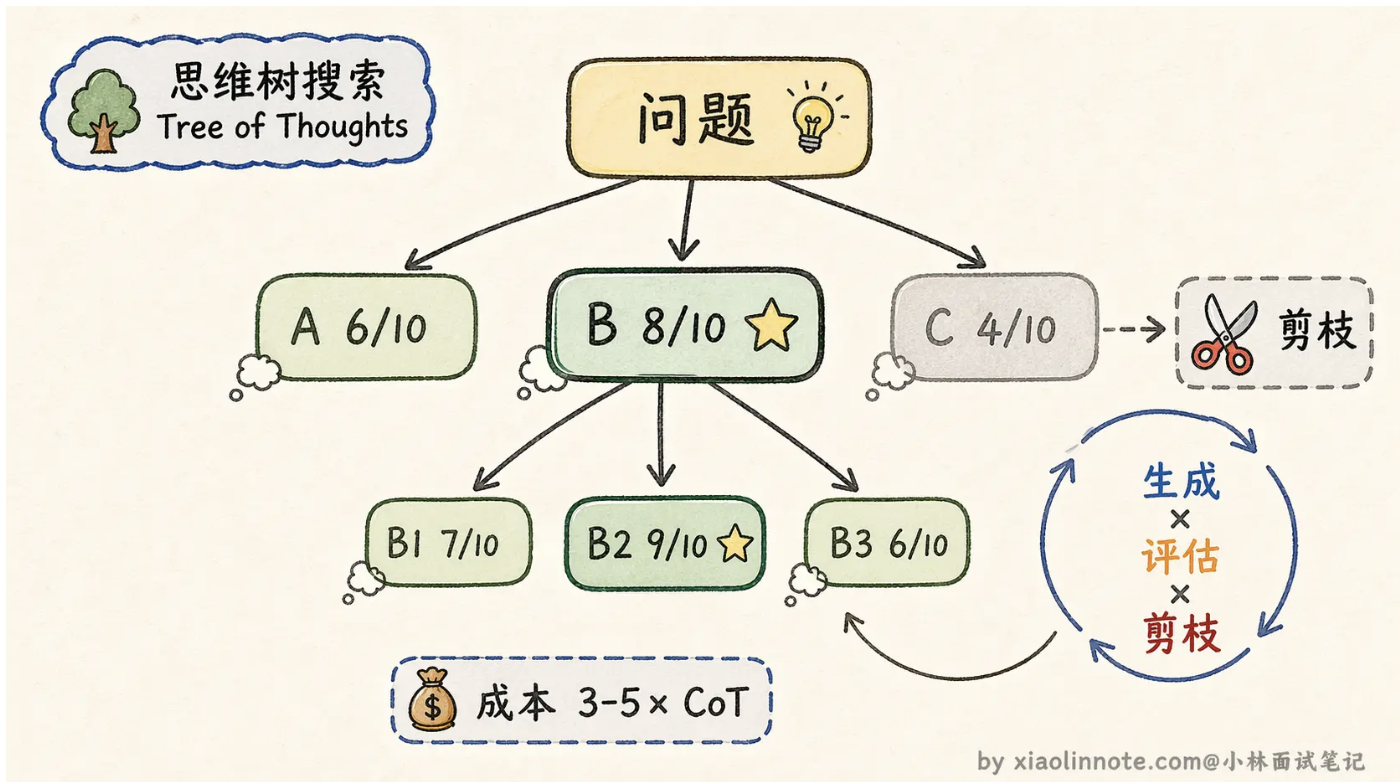 思维树搜索
Tree of Thoughts
问题
A 6/10
B 8/10
C 4/10
剪枝
B1 7/10
B2 9/10
B3 6/10
生成
×
评估
×
剪枝
$
成本 3-5× CoT
by xiaolinnote.com@小林面试笔记